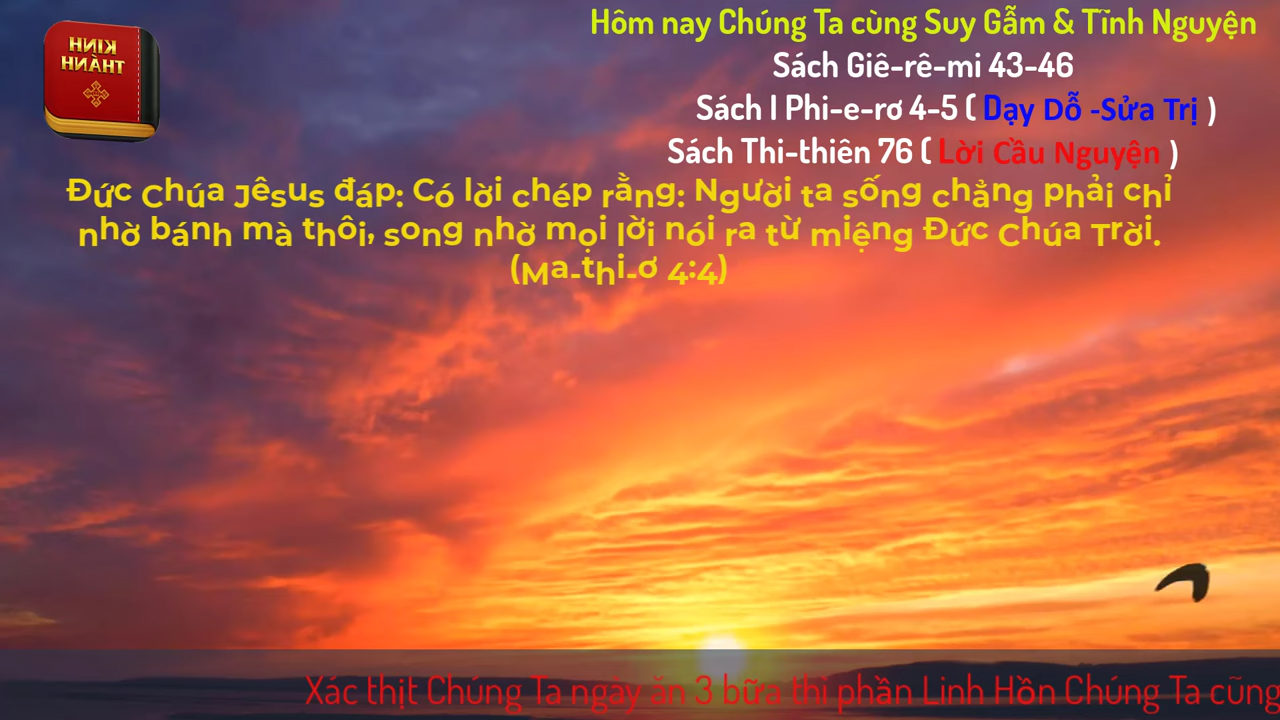 KINH
THÁNH
Hôm nay Chúng Ta cùng Suy Gẫm & Tĩnh Nguyện
Sách Giê-rê-mi 43-46
Sách I Phi-e-rơ 4-5 ( Dạy Dỗ -Sửa Trị )
Sách Thi-thiên 76 ( Lời Cầu Nguyện )
Đức Chúa Jêsus đáp: Có lời chép rằng: Người ta sống chẳng phải chỉ
nhờ bánh mà thôi, song nhờ mọi lời nói ra từ miệng Đức Chúa Trời.
(Ma-thi-ơ 4:4)
Xác thịt Chúng Ta ngày ăn 3 bữa thì phần Linh Hồn Chúng Ta cũng